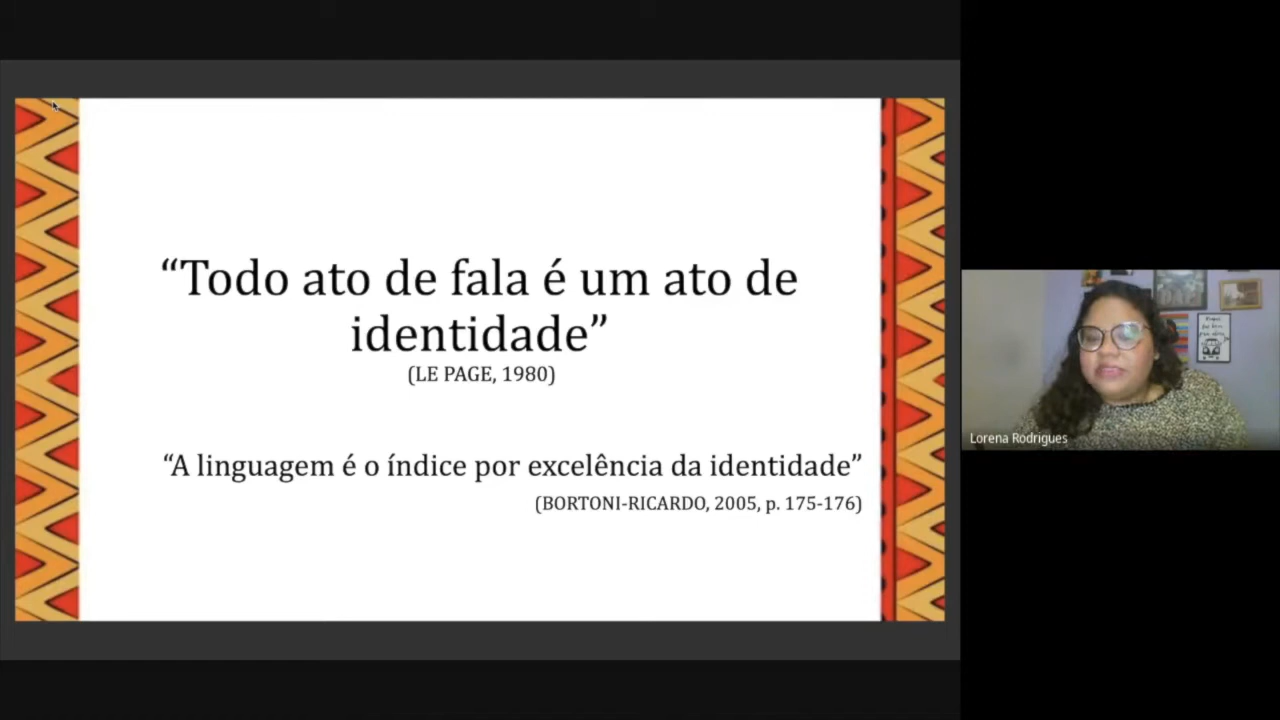 “Todo ato de fala é um ato de
identidade”
(LE PAGE, 1980)
“A linguagem é o índice por excelência da identidade”
(BORTONI-RICARDO, 2005, p. 175-176)
Lorena Rodrigues